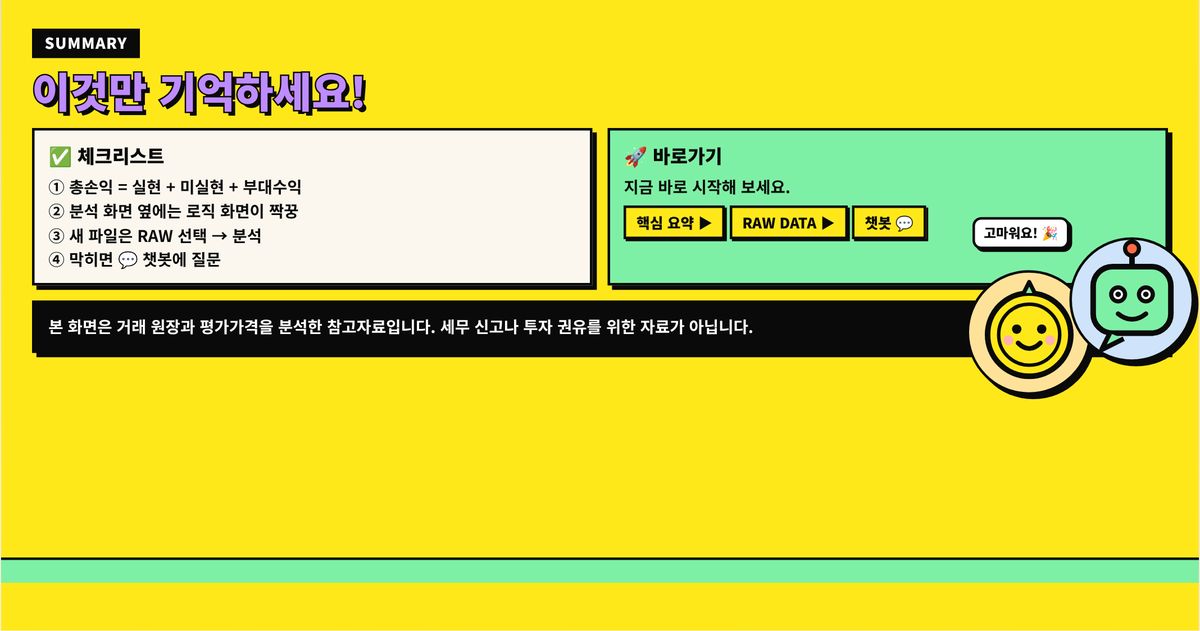 SUMMARY
이것만 기억하세요!
✅ 체크리스트
① 총손익 = 실현 + 미실현 + 부대수익
② 분석 화면 옆에는 로직 화면이 짝꿍
③ 새 파일은 RAW 선택 → 분석
④ 막히면 💬 챗봇에 질문
🚀 바로가기
지금 바로 시작해 보세요.
핵심 요약 ▶ RAW DATA ▶ 챗봇 💬
고마워요! 🎉
본 화면은 거래 원장과 평가가격을 분석한 참고자료입니다. 세무 신고나 투자 권유를 위한 자료가 아닙니다.